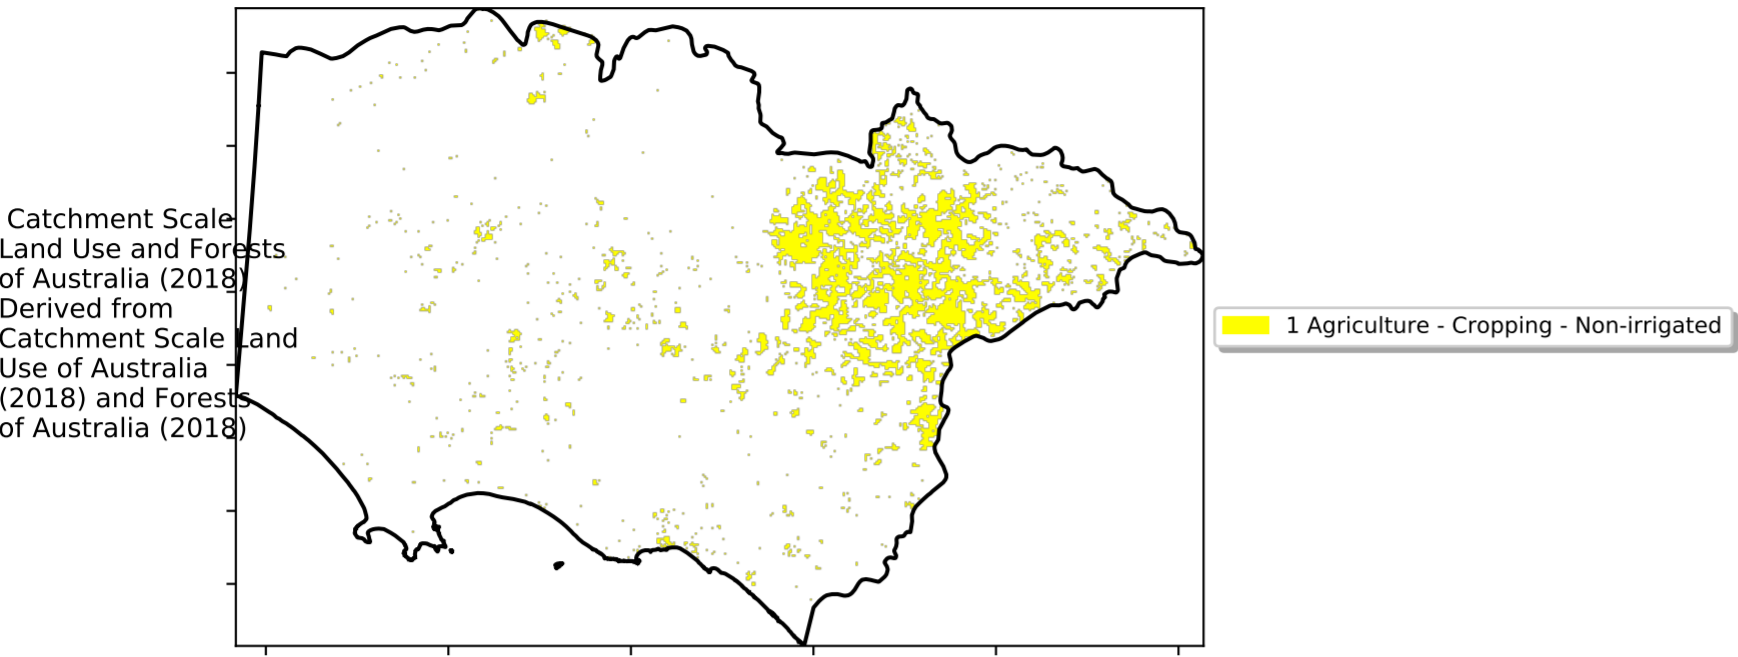 Catchment Scale
Land Use and Forests
of Australia (2018)
Derived from
Catchment Scale Land
Use of Australia
(2018) and Forests
of Australia (2018)
1 Agriculture - Cropping - Non-irrigated